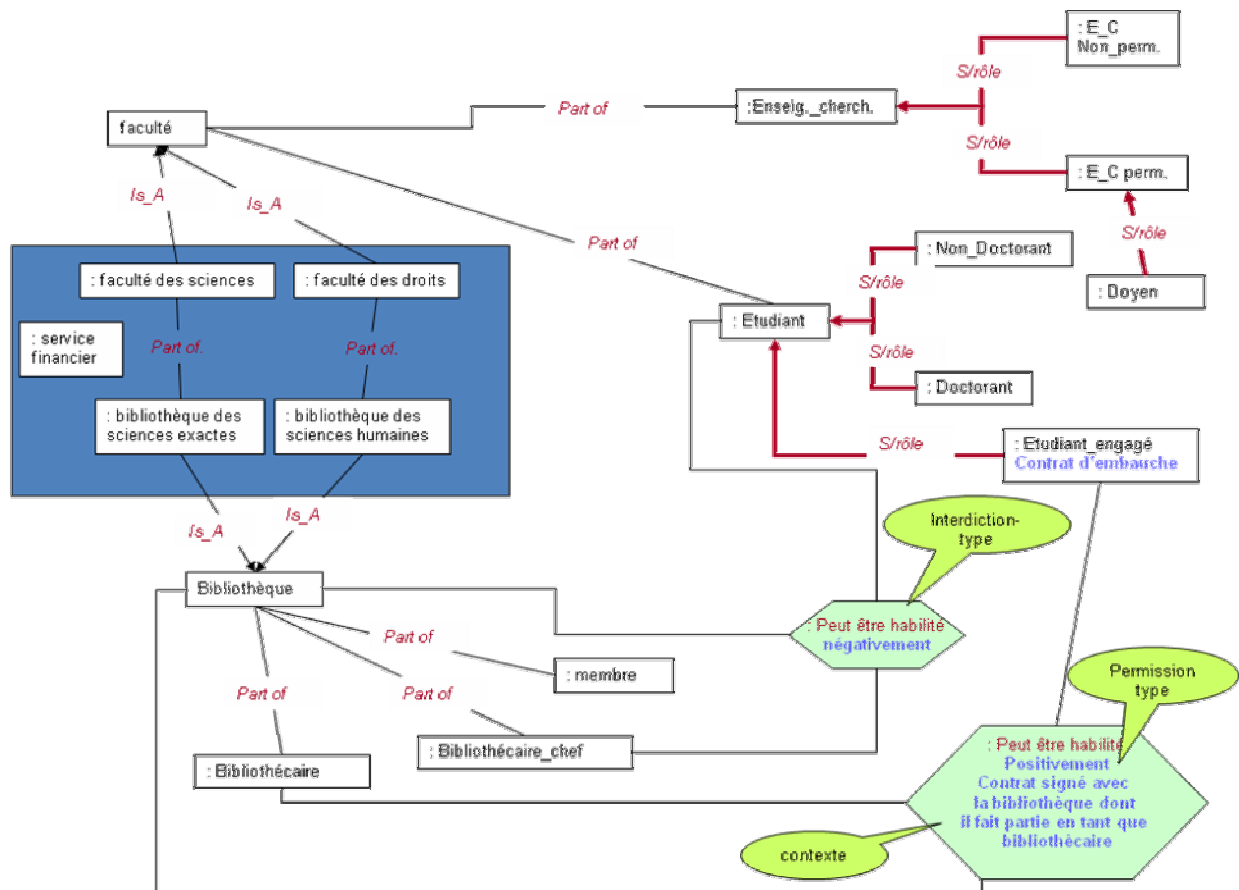 : E_C
Non_perm.
S/rôle
Part of
:Enseig._cherch.
faculté
S/rôle
: E_C perm.
Is_A
Is_A
S/rôle
Part of
: Non_Doctorant
: faculté des sciences
: faculté des droits
S/rôle
: Doyen
: Etudiant
: service
financier
Part of.
Part of.
S/rôle
: Doctorant
: bibliothèque des
sciences exactes
: bibliothèque des
sciences humaines
S/rôle
: Etudiant_engagé
Contrat d'embauche
Is_A
Is_A
Interdiction-
type
Bibliothèque
: Peut être habilité
négativement
Part of
: membre
Permission
type
Part of
Part of
: Bibliothécaire_chef
: Bibliothécaire
: Peut être habilité
Positivement
Contrat signé avec
la bibliothèque dont
il fait partie en tant que
bibliothècaire
contexte